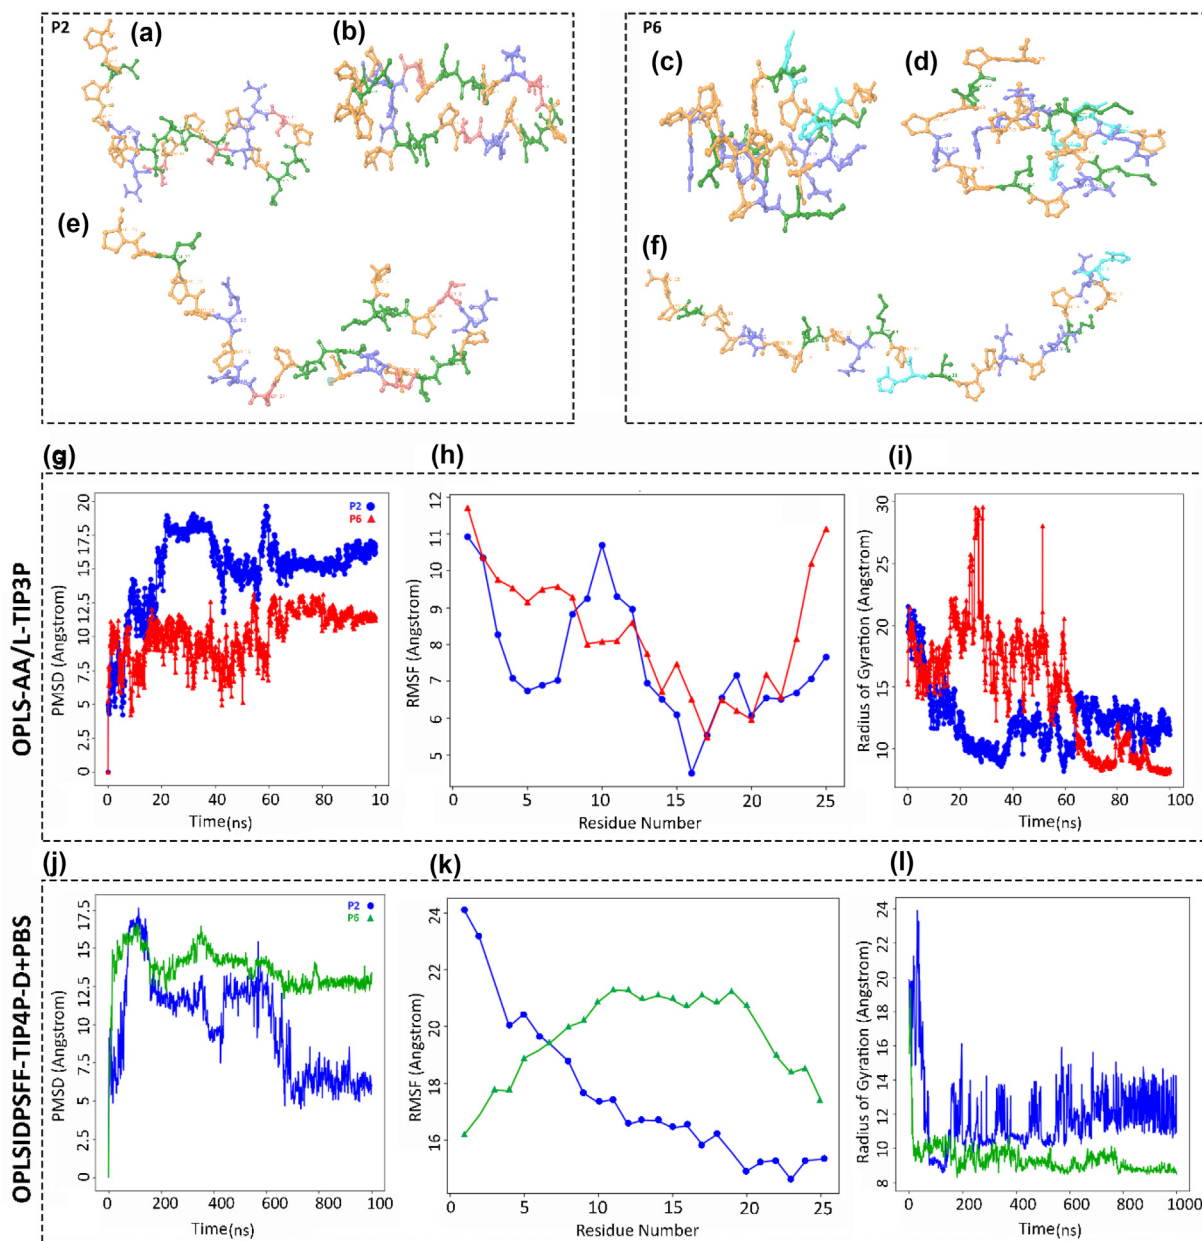 P2
(a)
(b)
(e)
P6
(c)
(d)
(f)
OPLS-AA/L-TIP3P
(g)
PMSD (Angstrom)
20
17.5
15
12.5
10
7.5
5
2.5
0
P2
P6
0 20 40 60 80 10
Time(ns)
(h)
RMSF (Angstrom)
12
11
10
9
8
7
6
5
0 5 10 15 20 25
Residue Number
(i)
Radius of Gyration (Angstrom)
30
25
20
15
10
0 20 40 60 80 100
Time(ns)
OPLSIDPSFF-TIP4P-D+PBS
(j)
PMSD (Angstrom)
17.5
15
12.5
10
7.5
5
2.5
0
P2
P6
0 200 400 600 800 100
Time(ns)
(k)
RMSF (Angstrom)
24
22
20
18
16
0 5 10 15 20 25
Residue Number
(l)
Radius of Gyration (Angstrom)
24
22
20
18
16
14
12
10
8
0 200 400 600 800 1000
Time(ns)